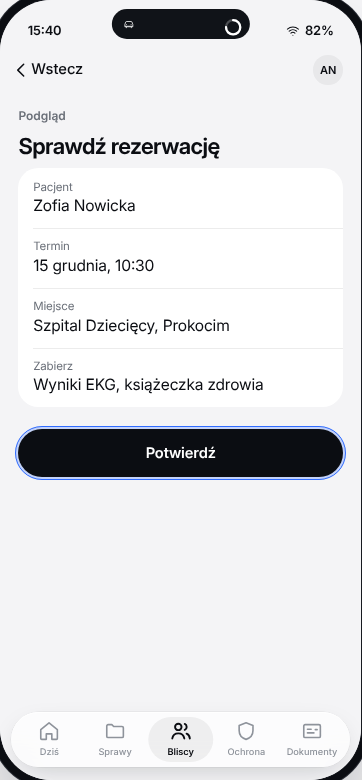 15:40
82%
Wstecz
AN
Podgląd
Sprawdź rezerwację
Pacjent
Zofia Nowicka
Termin
15 grudnia, 10:30
Miejsce
Szpital Dziecięcy, Prokocim
Zabierz
Wyniki EKG, książeczka zdrowia
Potwierdź
Dziś
Sprawy
Bliscy
Ochrona
Dokumenty